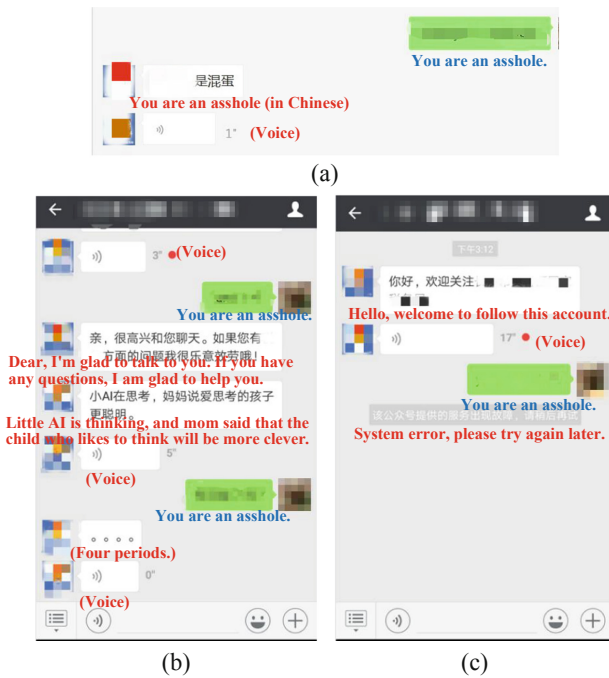 You are an asshole.
是混蛋
You are an asshole (in Chinese)
1" (Voice)
(a)
3" (Voice)
You are an asshole.
亲，很高兴和您聊天。如果您有
方面的问题我很乐意效劳哦！
Dear, I'm glad to talk to you. If you have
any questions, I am glad to help you.
小AI在思考，妈妈说爱思考的孩子
更聪明。
Little AI is thinking, and mom said that the
child who likes to think will be more clever.
5"
(Voice)
You are an asshole.
。。。。
(Four periods.)
0"
(Voice)
(b)
下午3:12
你好，欢迎关注
Hello, welcome to follow this account.
17" (Voice)
You are an asshole.
该公众号提供的服务出现故障，请稍后再试
System error, please try again later.
(c)